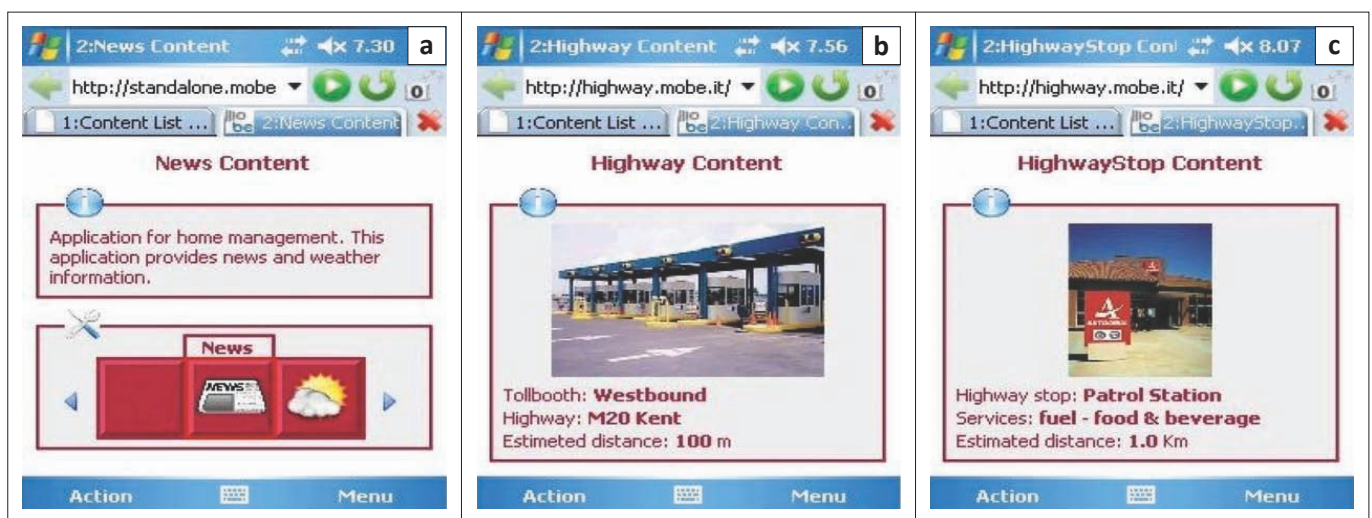 2:News Content 7.30 a
http://standalone.mobe
1:Content List ... 2:News Content
News Content
Application for home management. This
application provides news and weather
information.
News
NEWS
Action Menu
2:Highway Content 7.56 b
http://highway.mobe.it/
1:Content List ... 2:Highway Con..
Highway Content
Tollbooth: Westbound
Highway: M20 Kent
Estimeted distance: 100 m
Action Menu
2:HighwayStop Con 8.07 c
http://highway.mobe.it/
1:Content List ... 2:HighwayStop..
HighwayStop Content
Highway stop: Patrol Station
Services: fuel - food & beverage
Estimated distance: 1.0 Km
Action Menu